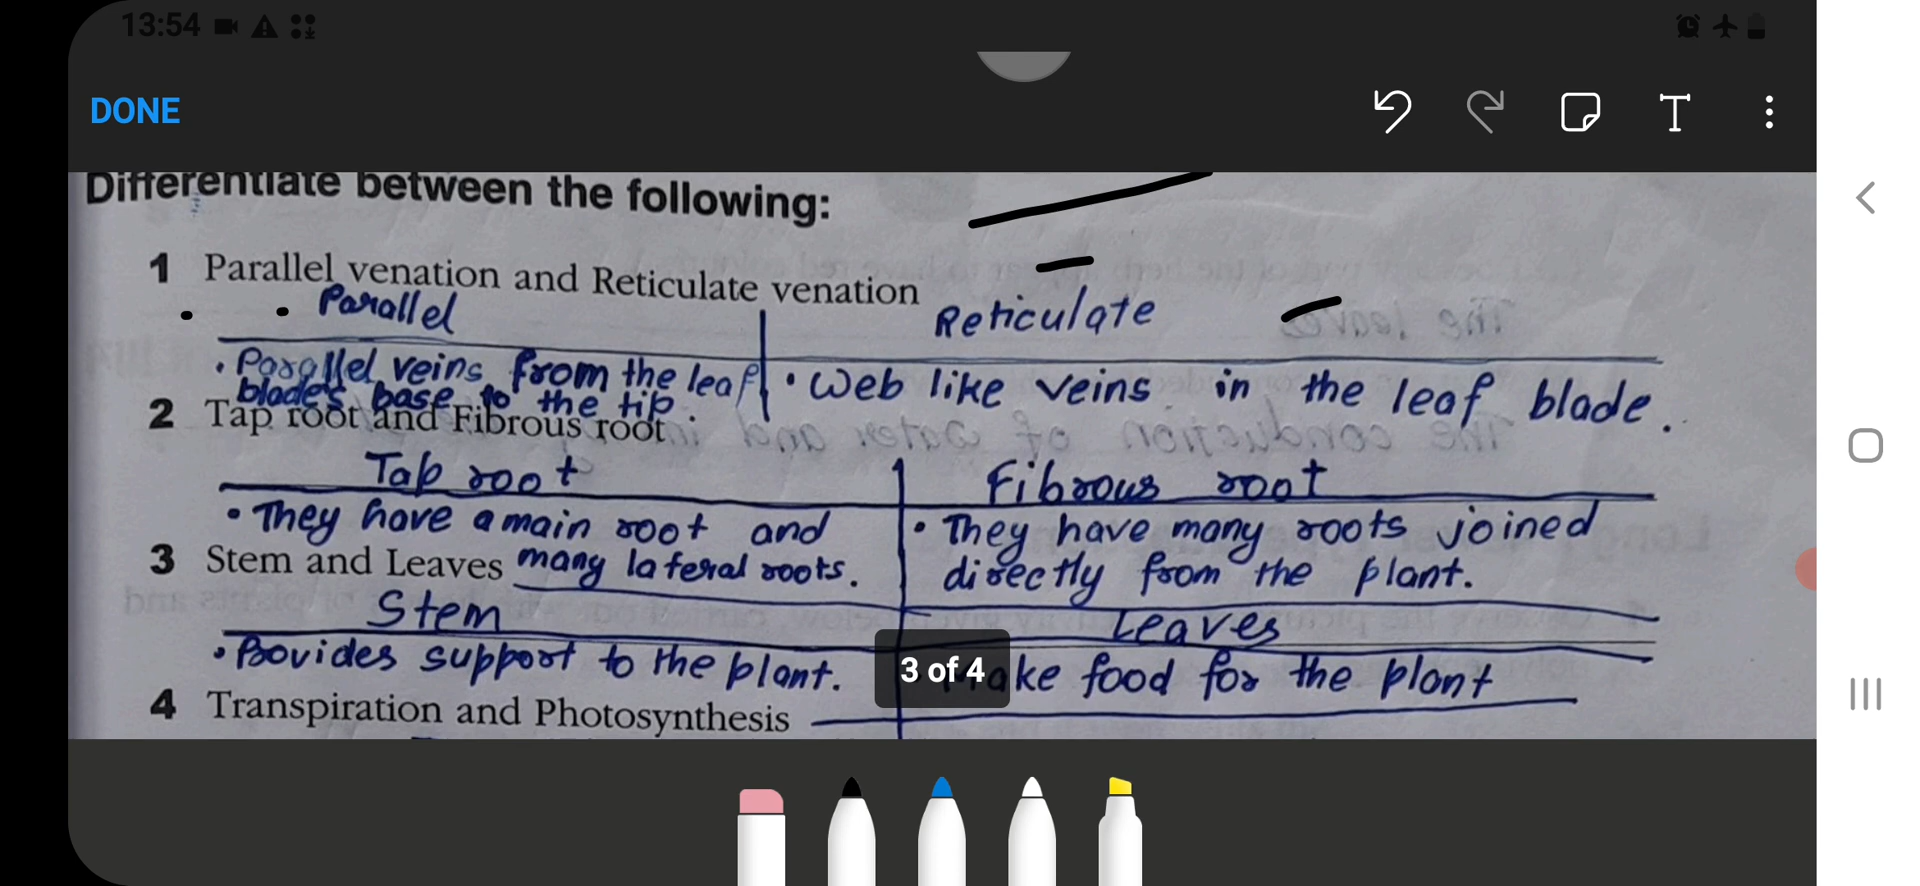 13:54
DONE
T
Differentiate between the following:
1 Parallel venation and Reticulate venation
Parallel Reticulate
• Parallel veins from the leaf • Web like veins in the leaf blade.
blade's base to the tip.
2 Tap root and Fibrous root
Tap root Fibrous root
• They have a main root and • They have many roots joined
3 Stem and Leaves many lateral roots. directly from the plant.
Stem Leaves
• Provides support to the plant. Make food for the plant
3 of 4
4 Transpiration and Photosynthesis